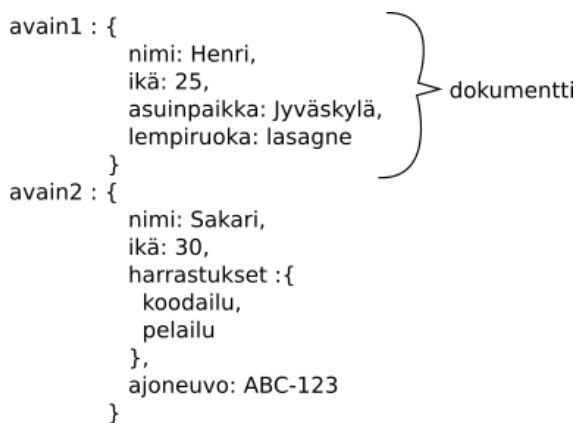 avain1 : {
nimi: Henri,
ikä: 25,
asuinpaikka: Jyväskylä,
lempiruoka: lasagne
}
dokumentti
avain2 : {
nimi: Sakari,
ikä: 30,
harrastukset :{
koodailu,
pelailu
},
ajoneuvo: ABC-123
}